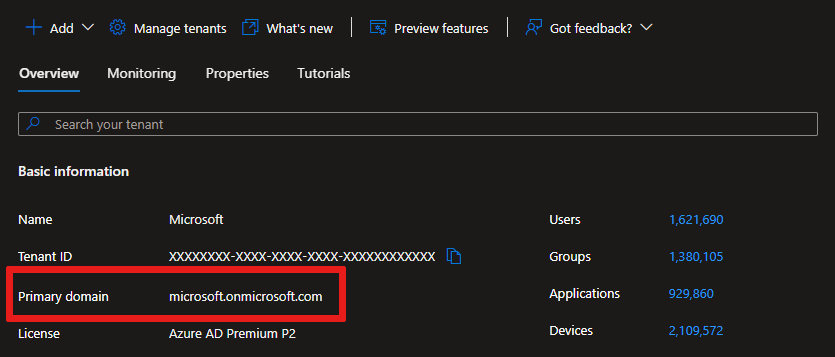 Add Manage tenants What's new Preview features Got feedback?
Overview Monitoring Properties Tutorials
Search your tenant
Basic information
Name Microsoft Users 1,621,690
Tenant ID XXXXXXXX-XXXX-XXXX-XXXX-XXXXXXXXXXXX Groups 1,380,105
Primary domain microsoft.onmicrosoft.com Applications 929,860
License Azure AD Premium P2 Devices 2,109,572